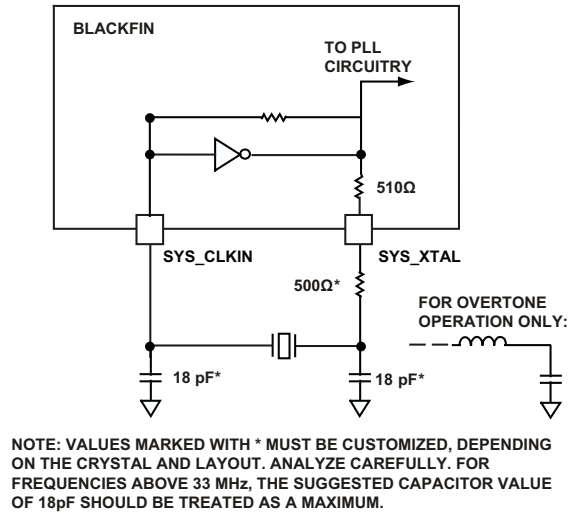 BLACKFIN
TO PLL
CIRCUITRY
510Ω
SYS_CLKIN
SYS_XTAL
500Ω*
FOR OVERTONE
OPERATION ONLY:
18 pF*
18 pF*
NOTE: VALUES MARKED WITH * MUST BE CUSTOMIZED, DEPENDING
ON THE CRYSTAL AND LAYOUT. ANALYZE CAREFULLY. FOR
FREQUENCIES ABOVE 33 MHz, THE SUGGESTED CAPACITOR VALUE
OF 18pF SHOULD BE TREATED AS A MAXIMUM.